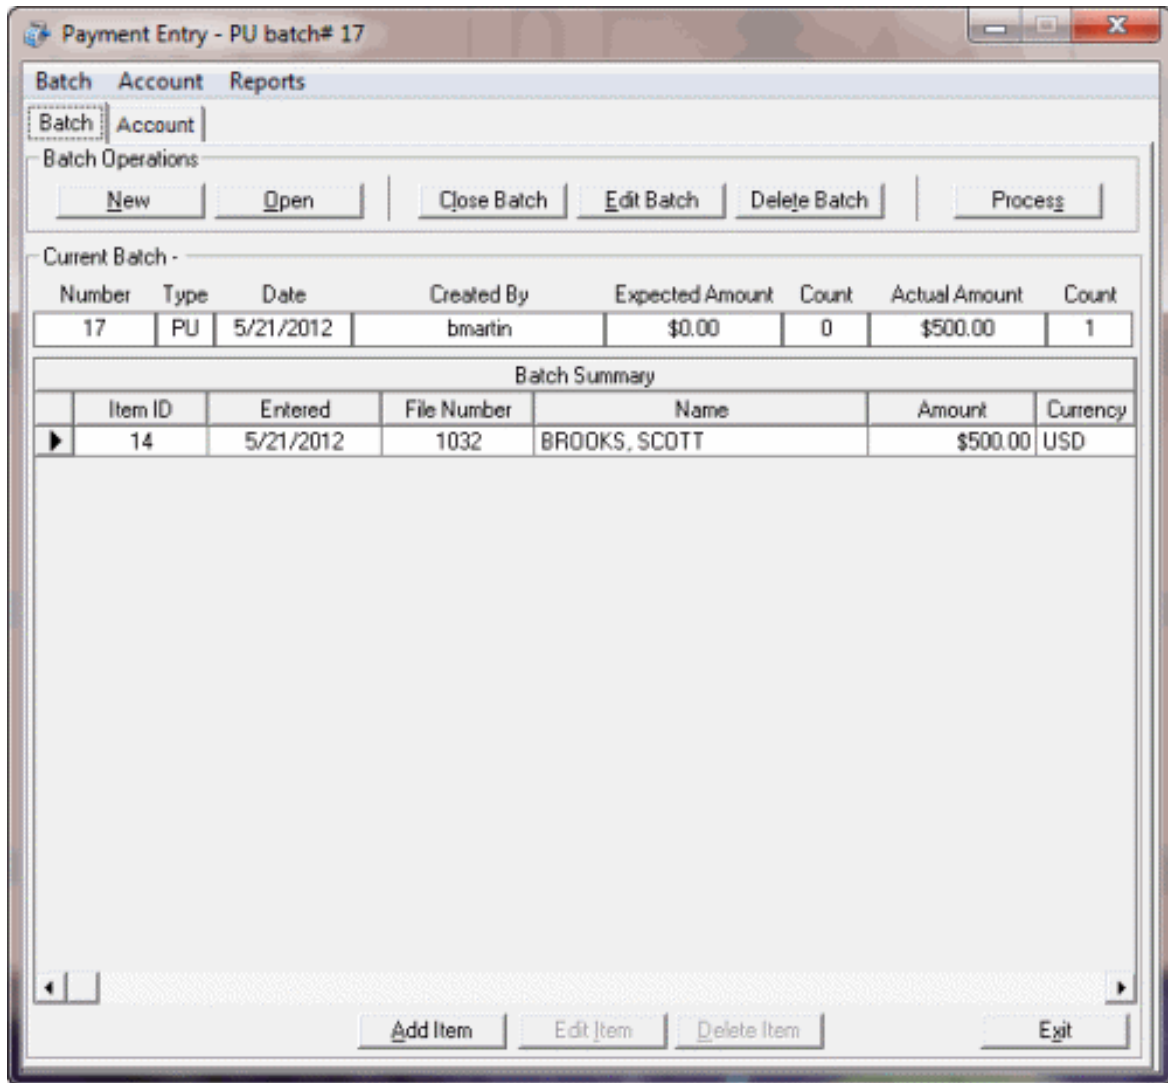 Payment Entry - PU batch# 17
Batch Account Reports
Batch Account
Batch Operations
New Open Close Batch Edit Batch Delete Batch Process
Current Batch -
Number Type Date Created By Expected Amount Count Actual Amount Count
17 PU 5/21/2012 bmartin $0.00 0 $500.00 1
Batch Summary
Item ID Entered File Number Name Amount Currency
14 5/21/2012 1032 BROOKS, SCOTT $500.00 USD
Add Item Edit Item Delete Item Exit